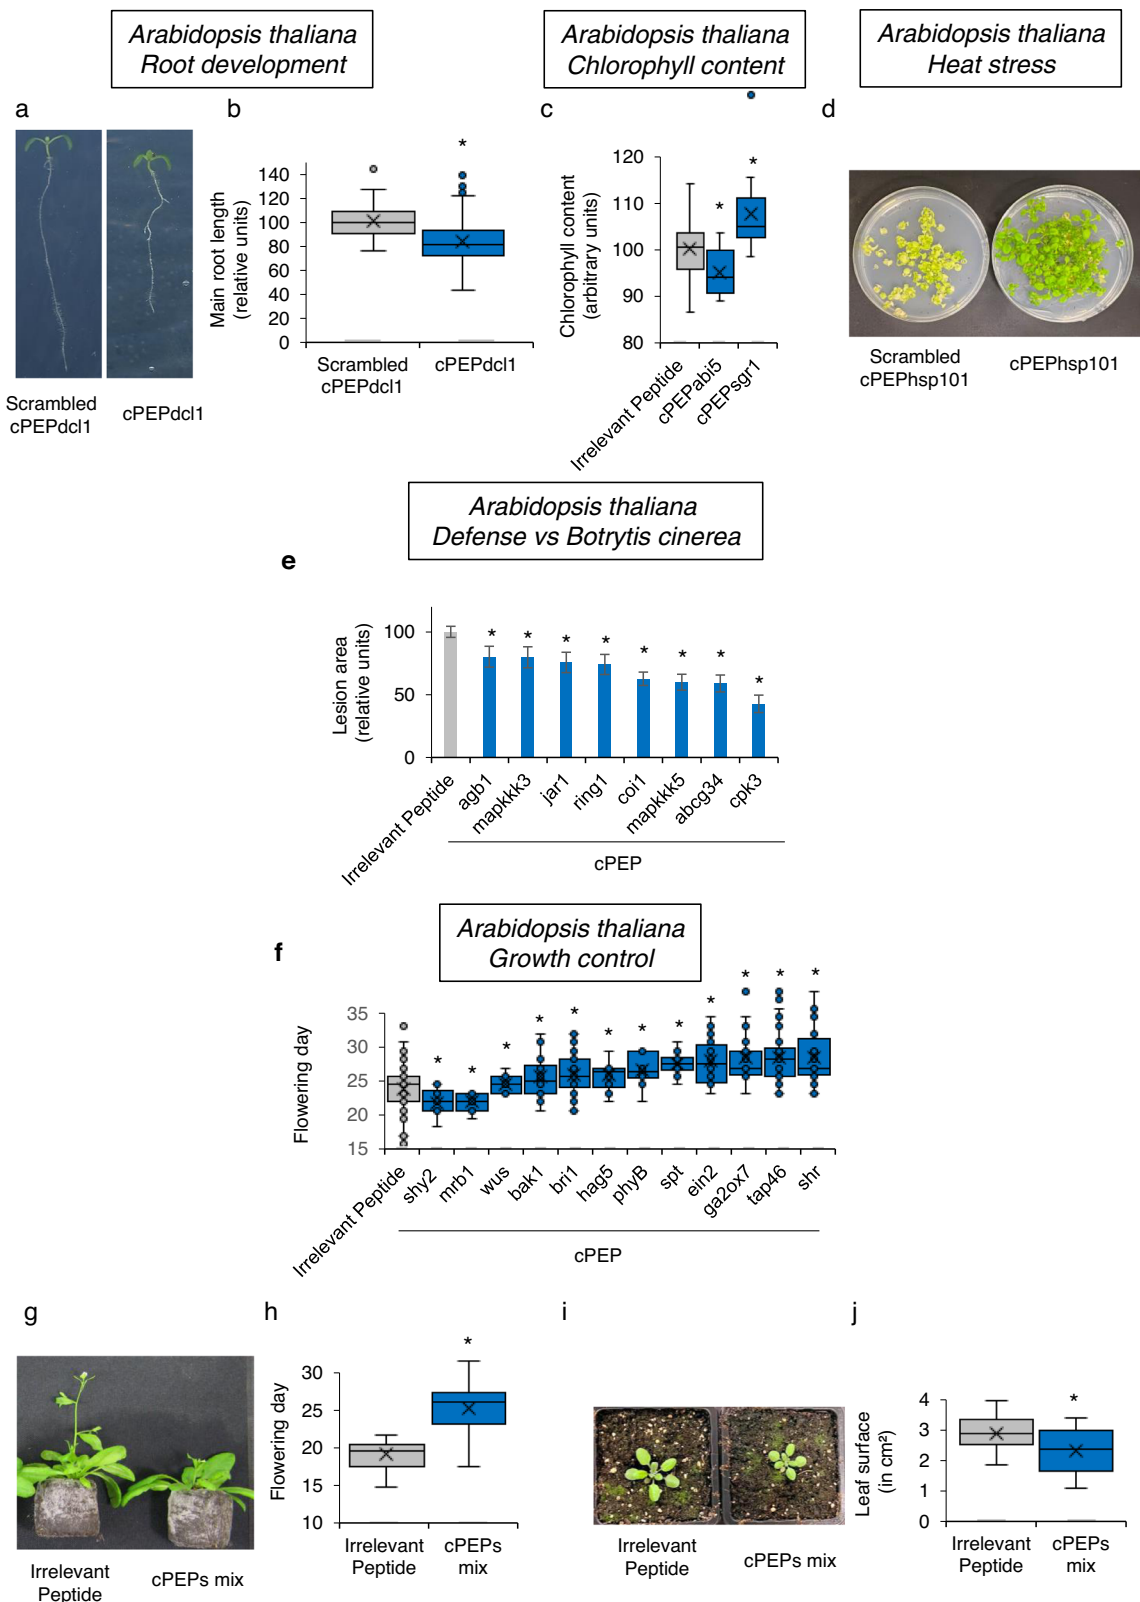 Arabidopsis thaliana
Root development
Arabidopsis thaliana
Chlorophyll content
Arabidopsis thaliana
Heat stress
a
Scrambled
cPEPdcl1
cPEPdcl1
b
Main root length
(relative units)
140
120
100
80
60
40
20
0
*
Scrambled
cPEPdcl1
cPEPdcl1
c
Chlorophyll content
(arbitrary units)
120
110
100
90
80
*
*
Irrelevant Peptide
cPEPabi5
cPEPsgr1
d
Scrambled
cPEPhsp101
cPEPhsp101
Arabidopsis thaliana
Defense vs Botrytis cinerea
e
Lesion area
(relative units)
100
50
0
* * * * * * * *
Irrelevant Peptide
agb1
mapkkk3
jar1
ring1
coi1
mapkkk5
abcg34
cpk3
cPEP
Arabidopsis thaliana
Growth control
f
Flowering day
35
30
25
20
15
* * * * * * * * * * * *
Irrelevant Peptide
shy2
mrb1
wus
bak1
bri1
hag5
phyB
spt
ein2
ga2ox7
tap46
shr
cPEP
g
Irrelevant
Peptide
cPEPs mix
h
Flowering day
30
25
20
15
10
*
Irrelevant
Peptide
cPEPs
mix
i
Irrelevant
Peptide
cPEPs mix
j
Leaf surface
(in cm²)
4
3
2
1
0
*
Irrelevant
Peptide
cPEPs
mix